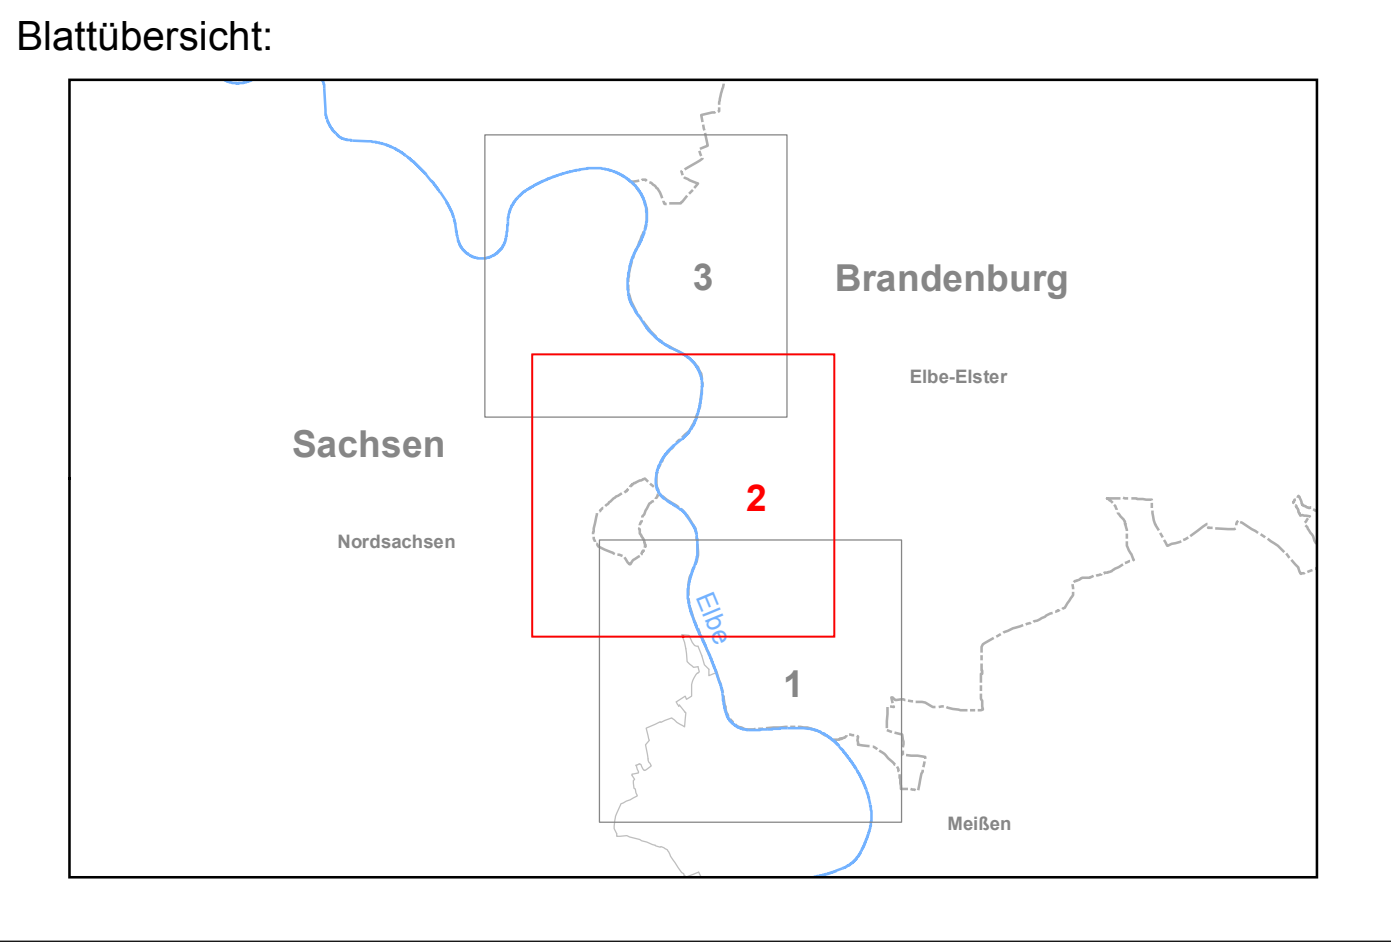 Blattübersicht:
3
Brandenburg
Elbe-Elster
Sachsen
2
Nordsachsen
Elbe
1
Meißen